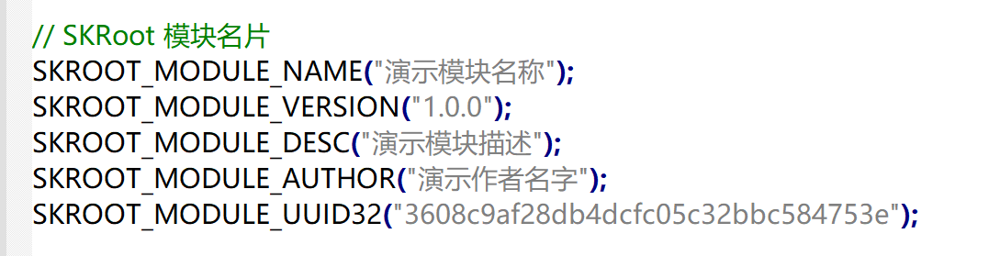 // SKRoot 模块名片
SKROOT_MODULE_NAME("演示模块名称");
SKROOT_MODULE_VERSION("1.0.0");
SKROOT_MODULE_DESC("演示模块描述");
SKROOT_MODULE_AUTHOR("演示作者名字");
SKROOT_MODULE_UUID32("3608c9af28db4dcfc05c32bbc584753e");